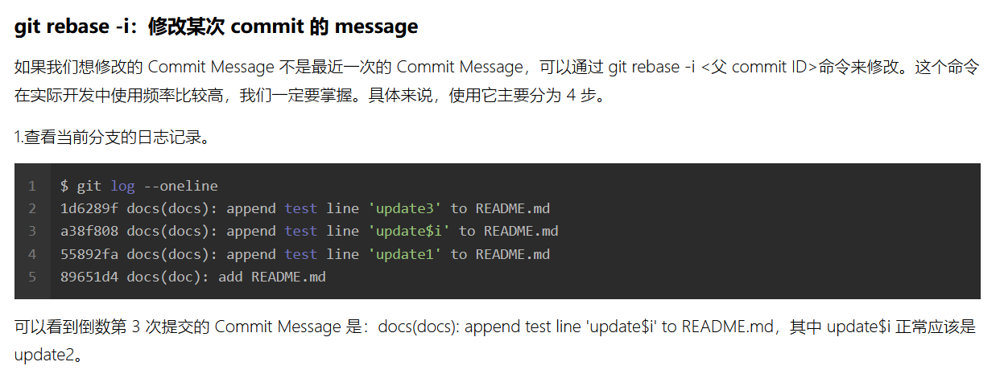 git rebase -i：修改某次 commit 的 message
如果我们想修改的 Commit Message 不是最近一次的 Commit Message，可以通过 git rebase -i <父 commit ID>命令来修改。这个命令
在实际开发中使用频率比较高，我们一定要掌握。具体来说，使用它主要分为 4 步。
1.查看当前分支的日志记录。
1 $ git log --oneline
2 1d6289f docs(docs): append test line 'update3' to README.md
3 a38f808 docs(docs): append test line 'update$i' to README.md
4 55892fa docs(docs): append test line 'update1' to README.md
5 89651d4 docs(doc): add README.md
可以看到倒数第 3 次提交的 Commit Message 是：docs(docs): append test line 'update$i' to README.md，其中 update$i 正常应该是
update2。